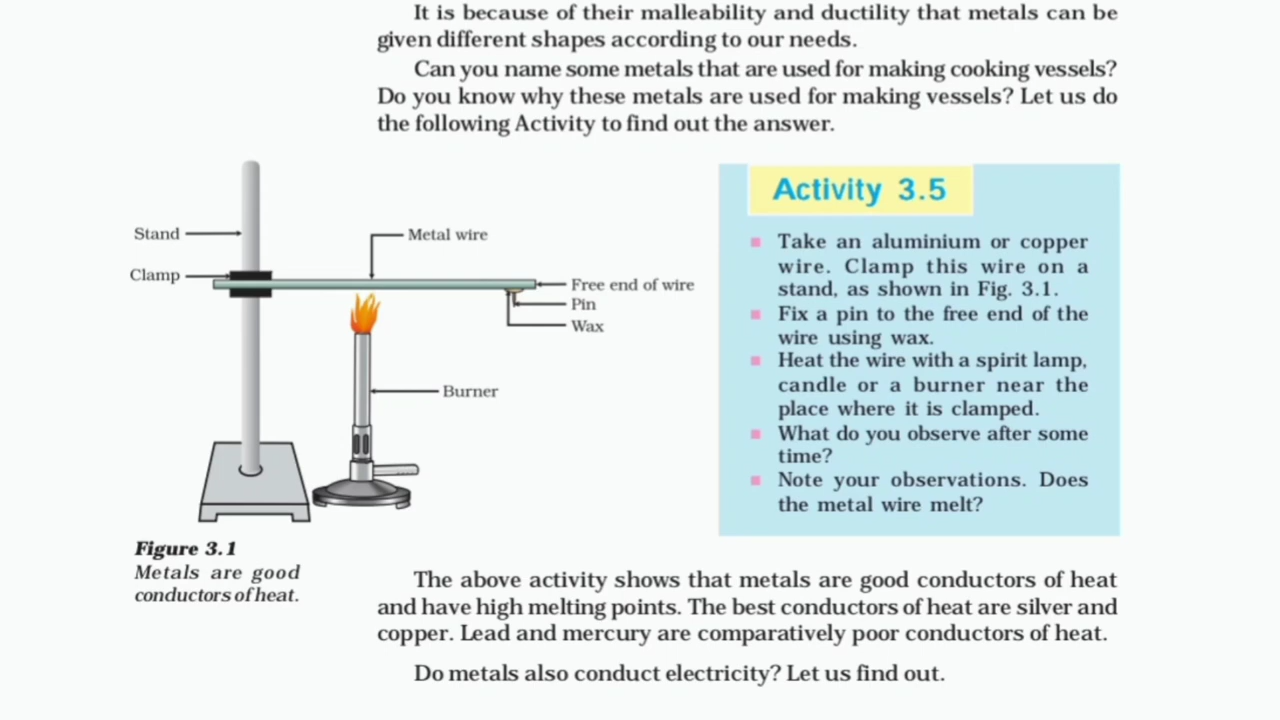 It is because of their malleability and ductility that metals can be
given different shapes according to our needs.
Can you name some metals that are used for making cooking vessels?
Do you know why these metals are used for making vessels? Let us do
the following Activity to find out the answer.
Stand
Clamp
Metal wire
Free end of wire
Pin
Wax
Burner
Figure 3.1
Metals are good
conductors of heat.
Activity 3.5
Take an aluminium or copper
wire. Clamp this wire on a
stand, as shown in Fig. 3.1.
Fix a pin to the free end of the
wire using wax.
Heat the wire with a spirit lamp,
candle or a burner near the
place where it is clamped.
What do you observe after some
time?
Note your observations. Does
the metal wire melt?
The above activity shows that metals are good conductors of heat
and have high melting points. The best conductors of heat are silver and
copper. Lead and mercury are comparatively poor conductors of heat.
Do metals also conduct electricity? Let us find out.